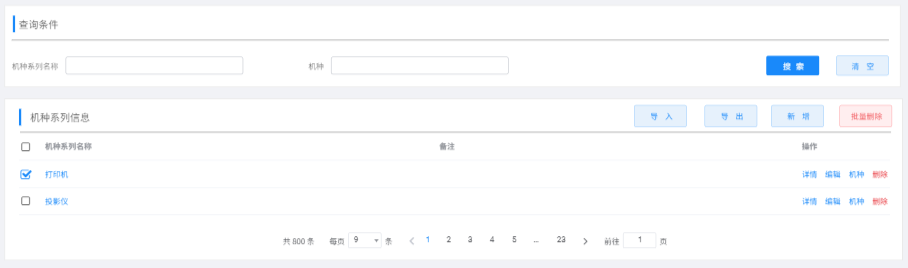 查询条件
机种系列名称 机种 搜 索 清 空
机种系列信息 导 入 导 出 新 增 批量删除
机种系列名称 备注 操作
打印机 详情 编辑 机种 删除
投影仪 详情 编辑 机种 删除
共 800 条 每页 9 条 1 2 3 4 5 ... 23 前往 1 页